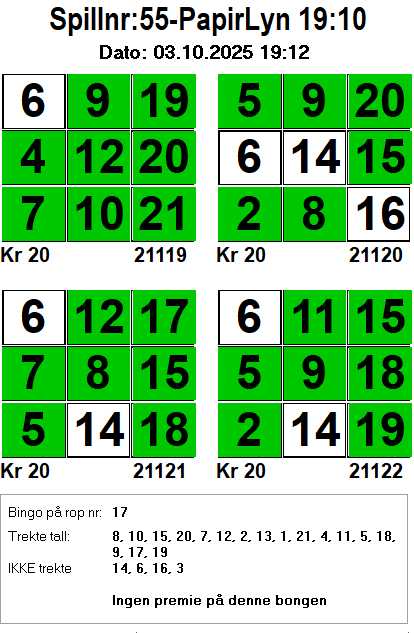 Spillnr:55-PapirLyn 19:10
Dato: 03.10.2025 19:12
6 9 19
4 12 20
7 10 21
Kr 20 21119
5 9 20
6 14 15
2 8 16
Kr 20 21120
6 12 17
7 8 15
5 14 18
Kr 20 21121
6 11 15
5 9 18
2 14 19
Kr 20 21122
Bingo på rop nr: 17
Trekte tall: 8, 10, 15, 20, 7, 12, 2, 13, 1, 21, 4, 11, 5, 18,
9, 17, 19
IKKE trekte 14, 6, 16, 3
Ingen premie på denne bongen